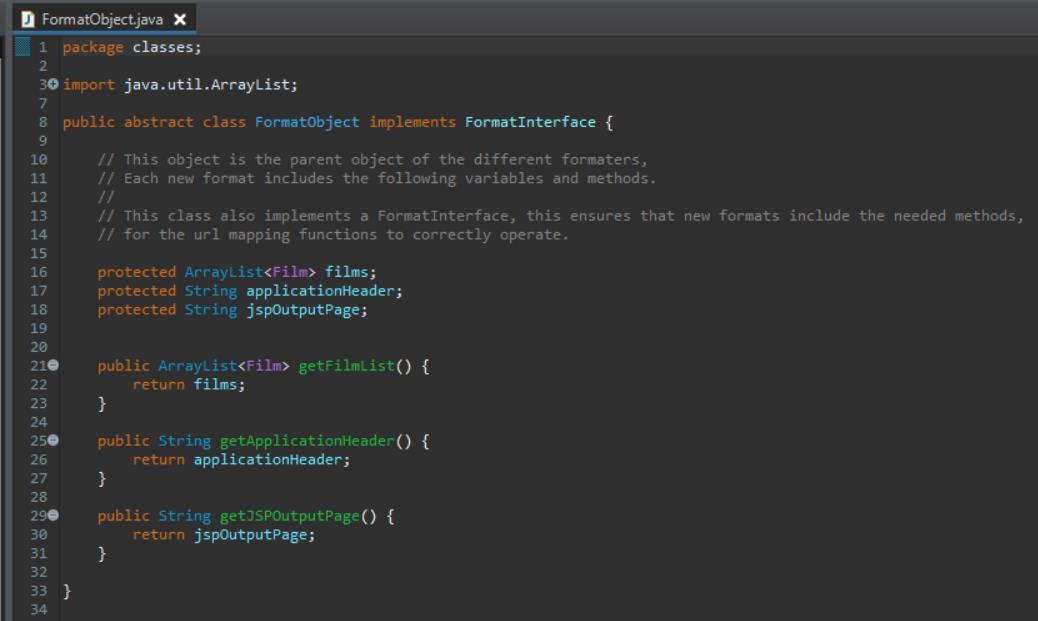 FormatObject.java
1 package classes;
2
3 import java.util.ArrayList;
7
8 public abstract class FormatObject implements FormatInterface {
9
10 // This object is the parent object of the different formaters,
11 // Each new format includes the following variables and methods.
12 //
13 // This class also implements a FormatInterface, this ensures that new formats include the needed methods,
14 // for the url mapping functions to correctly operate.
15
16 protected ArrayList<Film> films;
17 protected String applicationHeader;
18 protected String jspOutputPage;
19
20
21 public ArrayList<Film> getFilmList() {
22 return films;
23 }
24
25 public String getApplicationHeader() {
26 return applicationHeader;
27 }
28
29 public String getJSPOutputPage() {
30 return jspOutputPage;
31 }
32
33 }
34